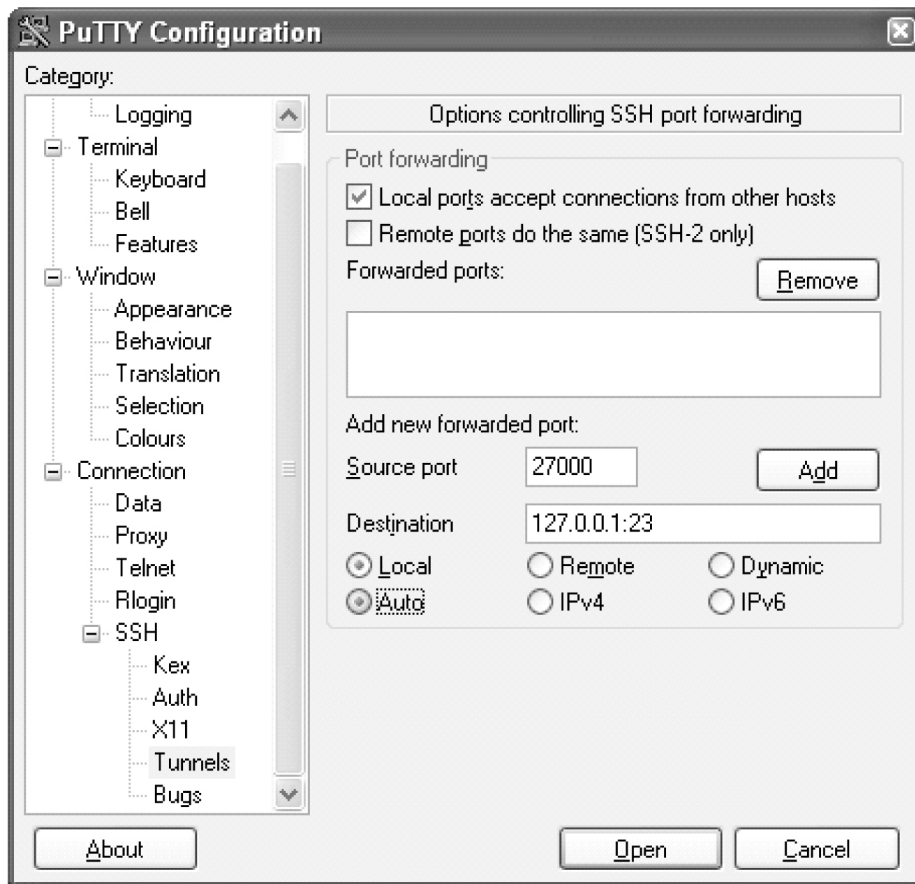 PuTTY Configuration
Category:
Logging
Terminal
Keyboard
Bell
Features
Window
Appearance
Behaviour
Translation
Selection
Colours
Connection
Data
Proxy
Telnet
Rlogin
SSH
Kex
Auth
X11
Tunnels
Bugs
Options controlling SSH port forwarding
Port forwarding
Local ports accept connections from other hosts
Remote ports do the same (SSH-2 only)
Forwarded ports:
Remove
Add new forwarded port:
Source port 27000 Add
Destination 127.0.0.1:23
Local Remote Dynamic
Auto IPv4 IPv6
About Open Cancel